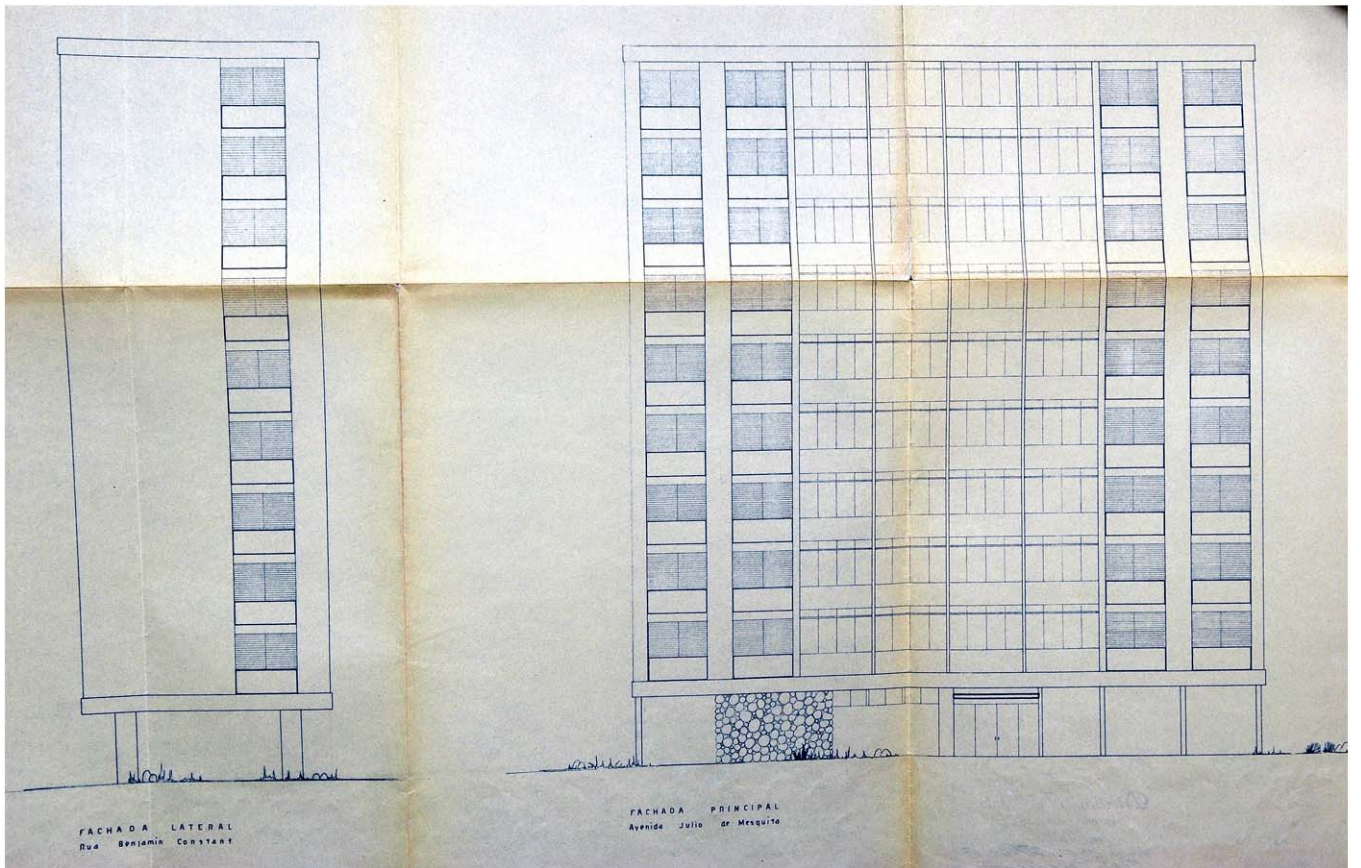 FACHADA LATERAL
Rua Benjamin Constant
FACHADA PRINCIPAL
Avenida Julio de Mesquita